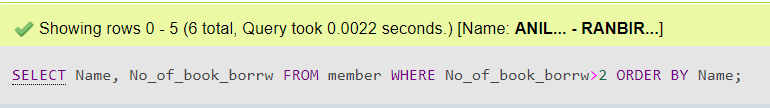 Showing rows 0 - 5 (6 total, Query took 0.0022 seconds.) [Name: ANIL... - RANBIR...]
SELECT Name, No_of_book_borrw FROM member WHERE No_of_book_borrw>2 ORDER BY Name;